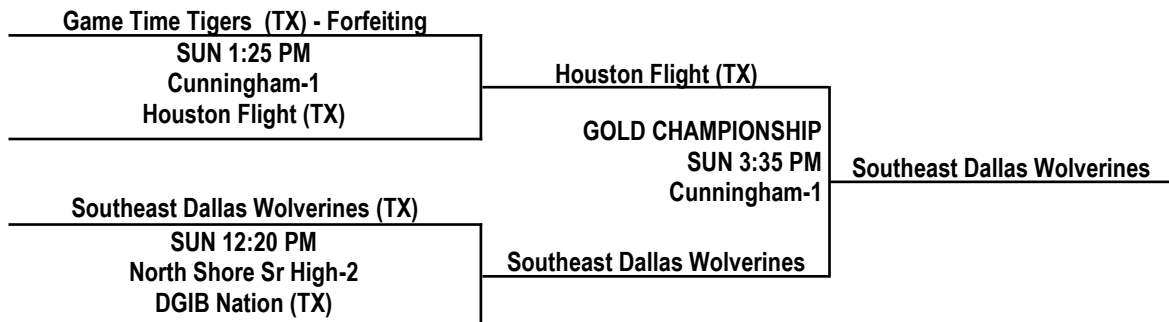 Game Time Tigers (TX) - Forfeiting
SUN 1:25 PM
Cunningham-1
Houston Flight (TX)
Houston Flight (TX)
GOLD CHAMPIONSHIP
SUN 3:35 PM
Cunningham-1
Southeast Dallas Wolverines
Southeast Dallas Wolverines (TX)
SUN 12:20 PM
North Shore Sr High-2
DGIB Nation (TX)
Southeast Dallas Wolverines